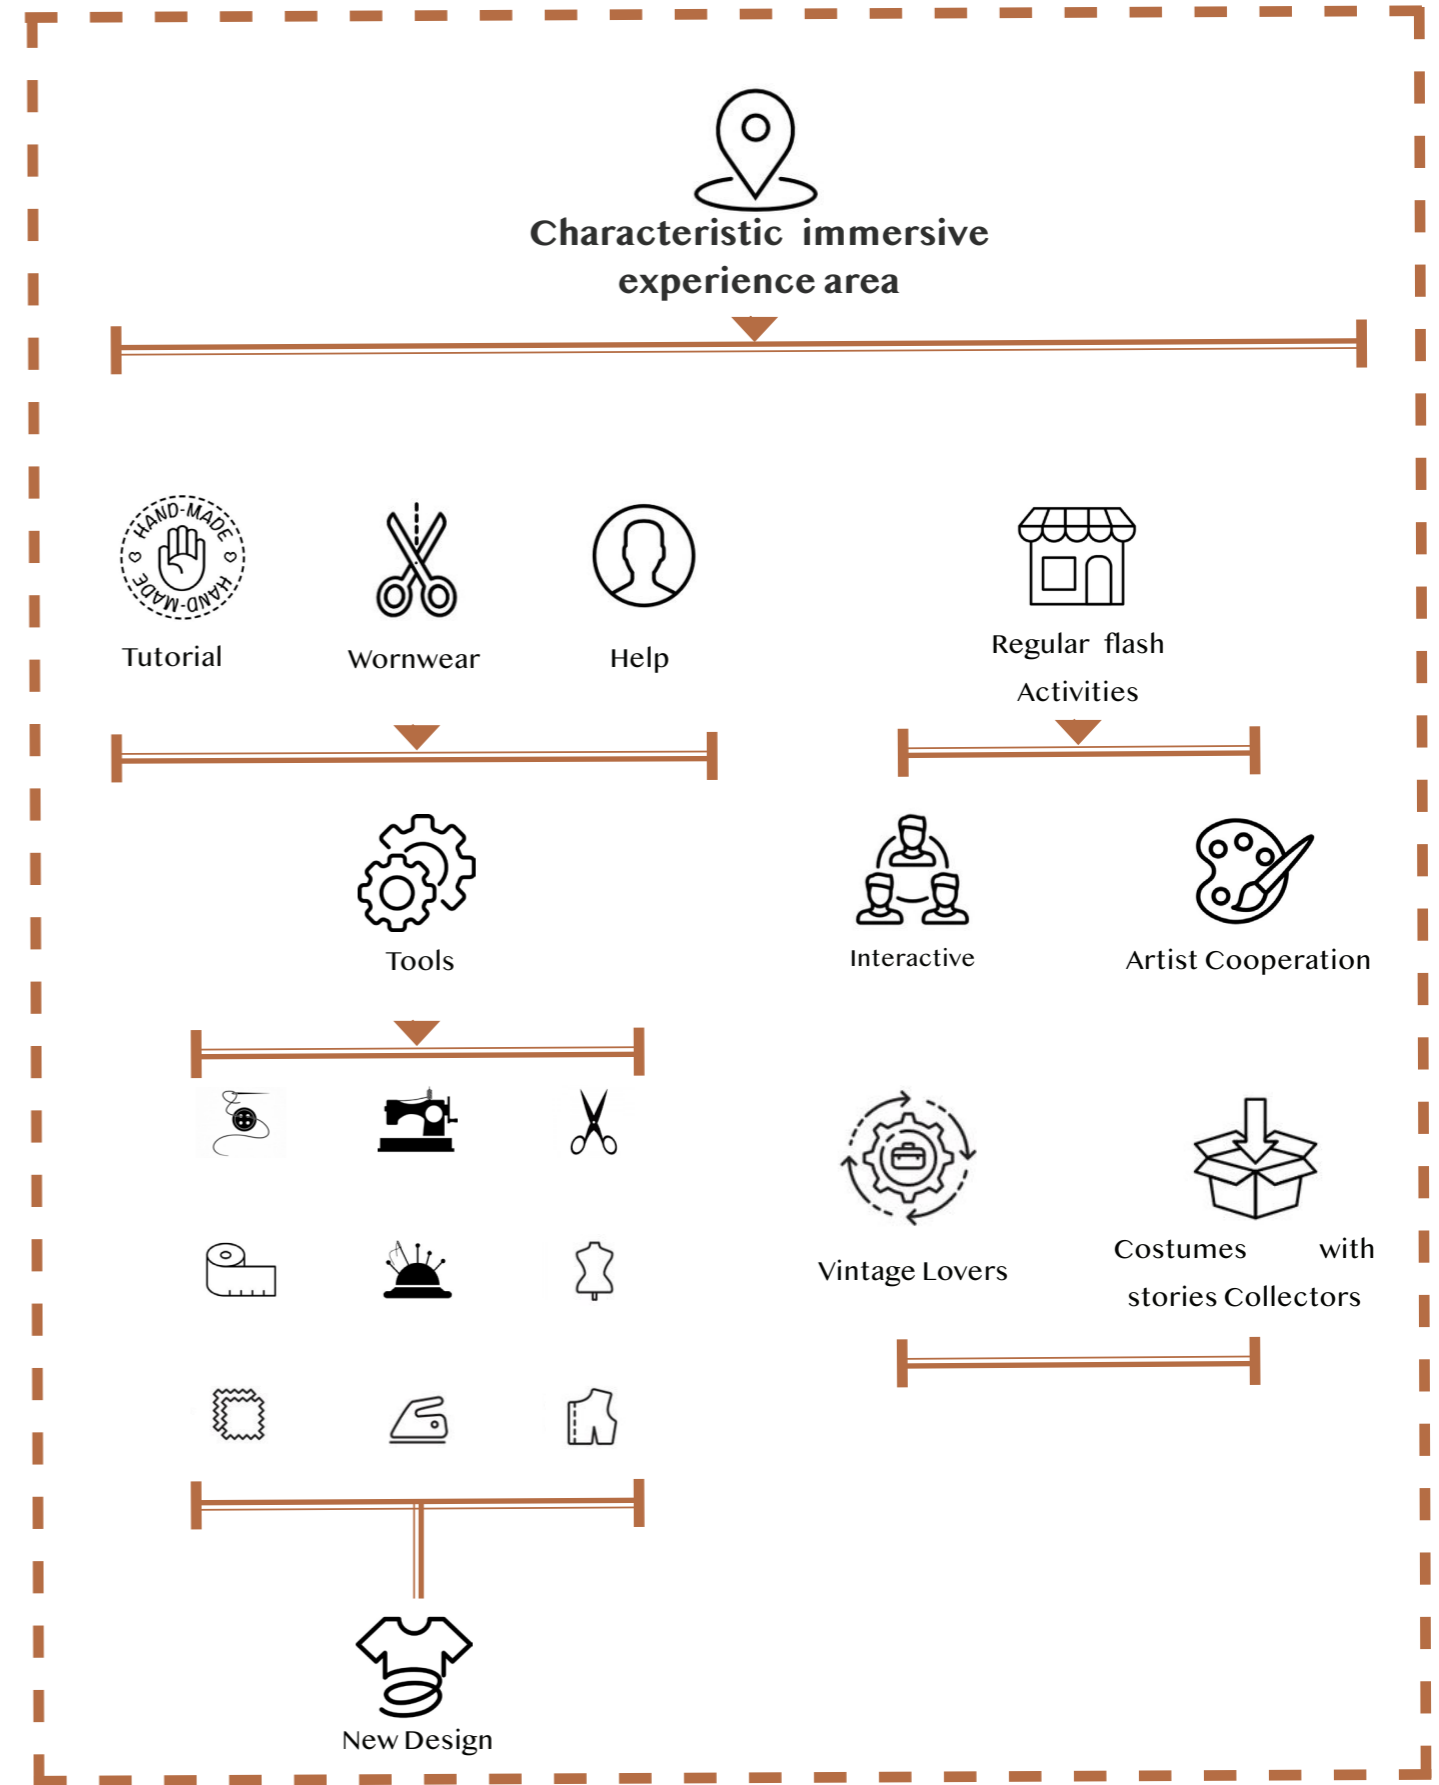 Characteristic immersive
experience area
HAND-MADE
HAND-MADE
Tutorial
Wornwear
Help
Regular flash
Activities
Tools
Interactive
Artist Cooperation
Vintage Lovers
Costumes with
stories Collectors
New Design